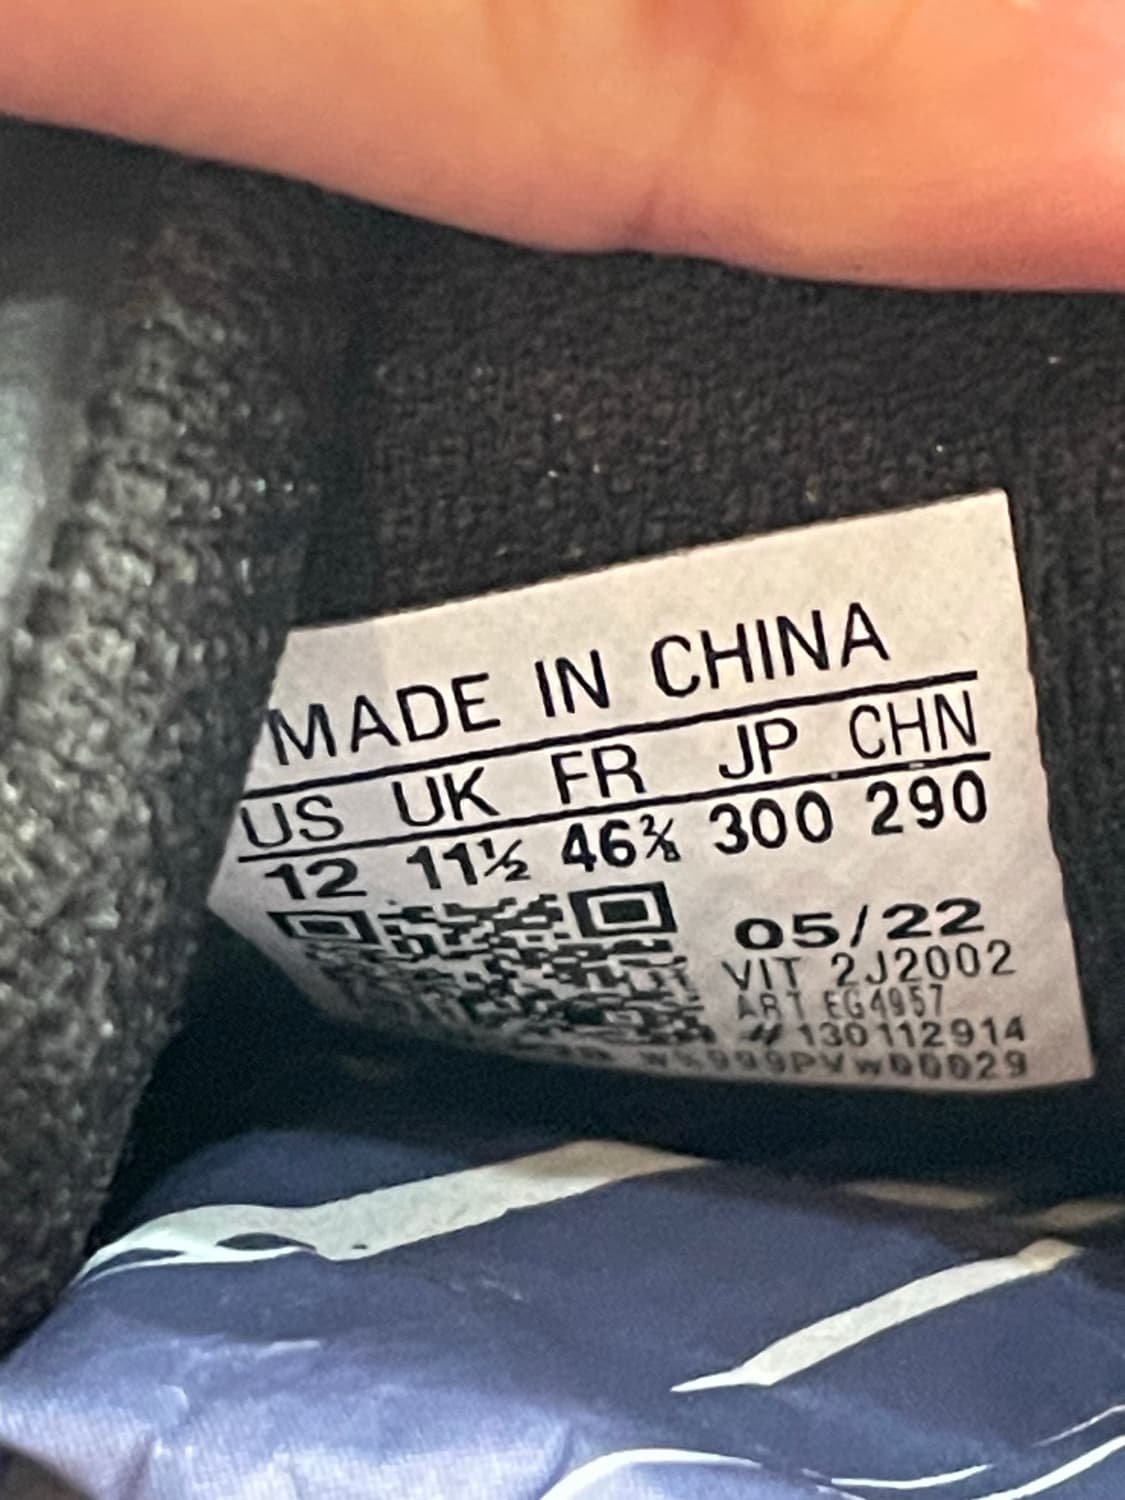 MADE IN CHINA
US UK FR JP CHN
12 11½ 46⅔ 300 290
05/22
VIT 2J2002
ART EG4957
# 130112914